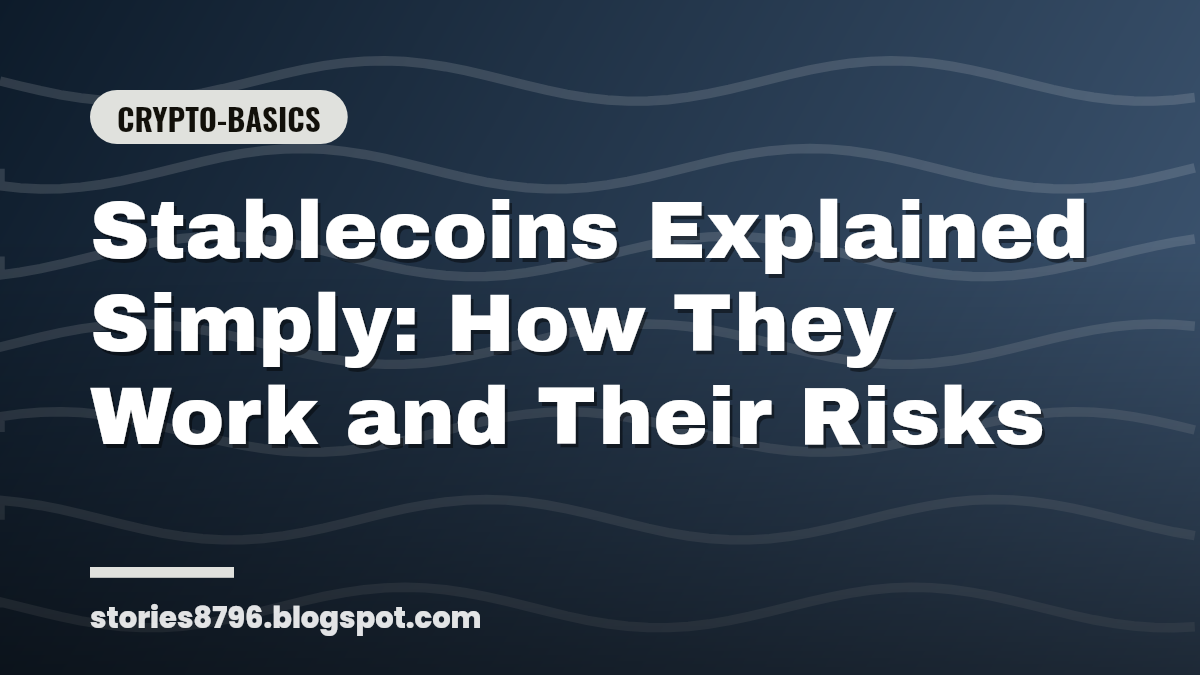 CRYPTO-BASICS
Stablecoins Explained
Simply: How They
Work and Their Risks
stories8796.blogspot.com